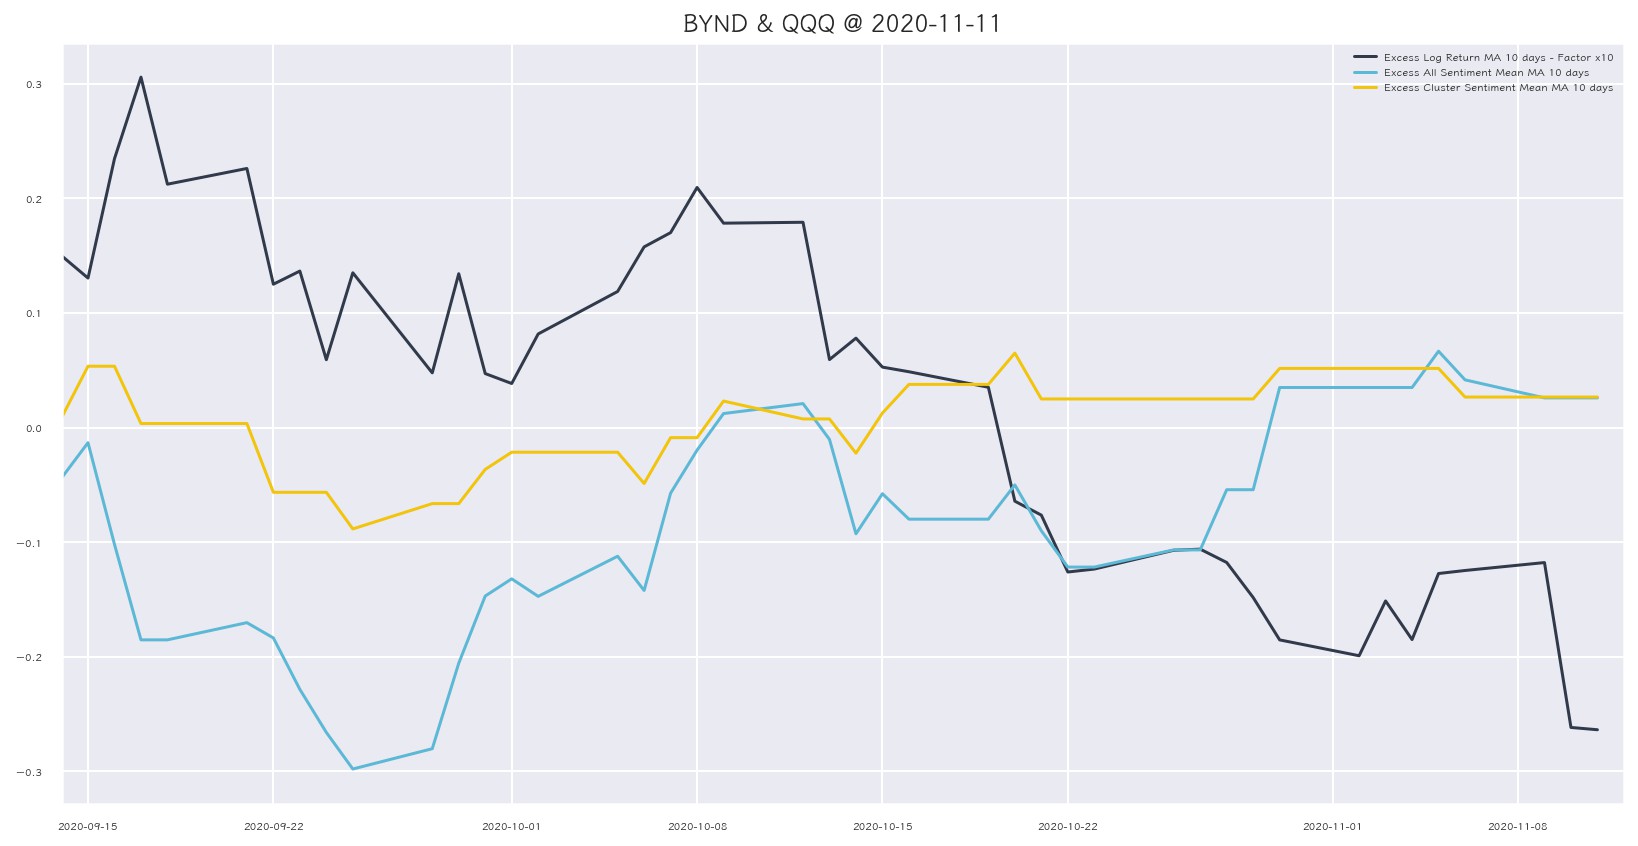 BYND & QQQ @ 2020-11-11
Excess Log Return MA 10 days - Factor x10
Excess All Sentiment Mean MA 10 days
Excess Cluster Sentiment Mean MA 10 days
0.3
0.2
0.1
0.0
−0.1
−0.2
−0.3
2020-09-15 2020-09-22 2020-10-01 2020-10-08 2020-10-15 2020-10-22 2020-11-01 2020-11-08